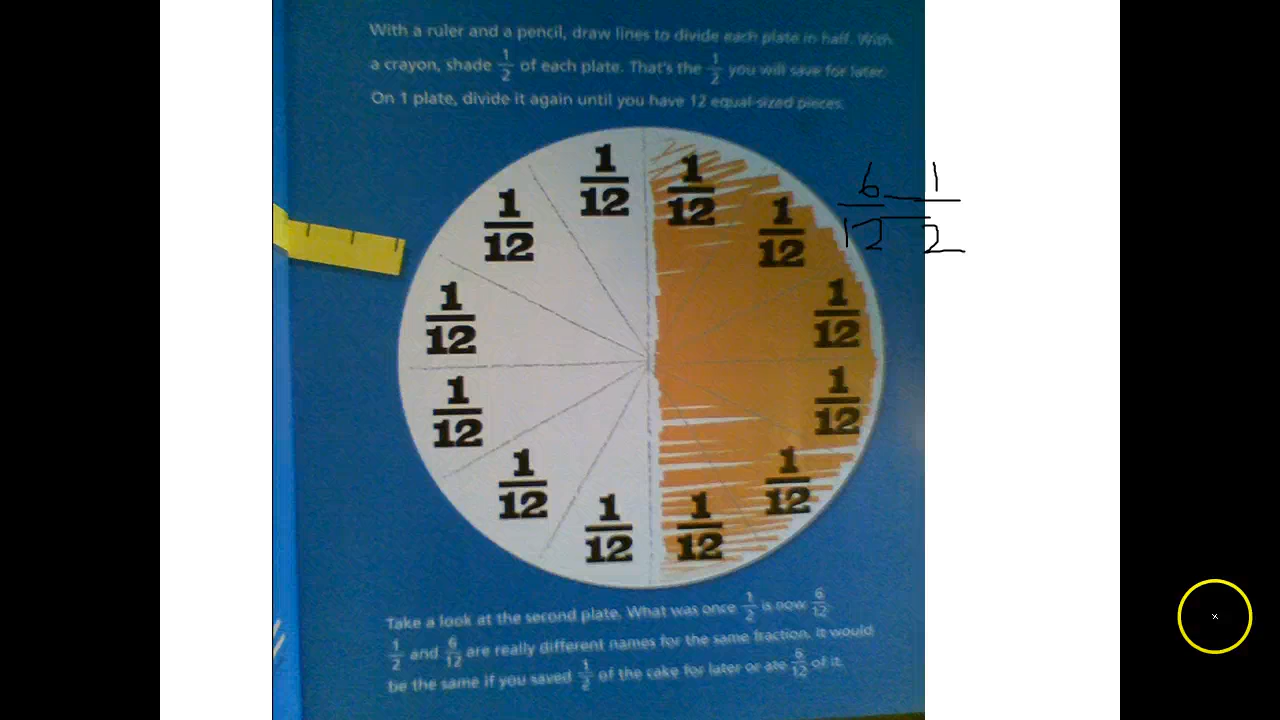 With a ruler and a pencil, draw lines to divide each plate in half. With
a crayon, shade 1/2 of each plate. That's the 1/2 you will save for later.
On 1 plate, divide it again until you have 12 equal-sized pieces.
1/12 1/12
1/12 1/12
1/12 1/12
1/12 1/12
1/12 1/12
1/12 1/12
6/12 = 1/2
Take a look at the second plate. What was once 1/2 is now 6/12.
1/2 and 6/12 are really different names for the same fraction. It would
be the same if you saved 1/2 of the cake for later or ate 6/12 of it.